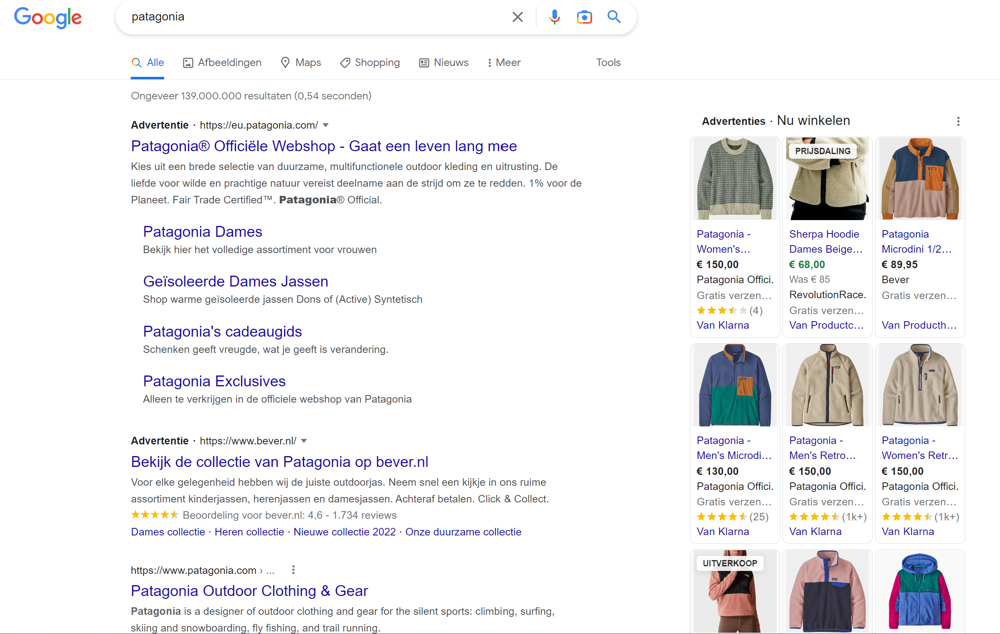 Google
patagonia
Alle
Afbeeldingen
Maps
Shopping
Nieuws
Meer
Tools
Ongeveer 139.000.000 resultaten (0,54 seconden)
Advertentie · https://eu.patagonia.com/
Patagonia® Officiële Webshop - Gaat een leven lang mee
Kies uit een brede selectie van duurzame, multifunctionele outdoor kleding en uitrusting. De
liefde voor wilde en prachtige natuur vereist deelname aan de strijd om ze te redden. 1% voor de
Planeet. Fair Trade Certified™. Patagonia® Official.
Patagonia Dames
Bekijk hier het volledige assortiment voor vrouwen
Geïsoleerde Dames Jassen
Shop warme geïsoleerde jassen Dons of (Active) Syntetisch
Patagonia's cadeaugids
Schenken geeft vreugde, wat je geeft is verandering.
Patagonia Exclusives
Alleen te verkrijgen in de officiele webshop van Patagonia
Advertentie · https://www.bever.nl/
Bekijk de collectie van Patagonia op bever.nl
Voor elke gelegenheid hebben wij de juiste outdoorjas. Neem snel een kijkje in ons ruime
assortiment kinderjassen, herenjassen en damesjassen. Achteraf betalen. Click & Collect.
Beoordeling voor bever.nl: 4,6 - 1.734 reviews
Dames collectie · Heren collectie · Nieuwe collectie 2022 · Onze duurzame collectie
https://www.patagonia.com › ...
Patagonia Outdoor Clothing & Gear
Patagonia is a designer of outdoor clothing and gear for the silent sports: climbing, surfing,
skiing and snowboarding, fly fishing, and trail running.
Advertenties · Nu winkelen
Patagonia -
Women's...
€ 150,00
Patagonia Offici.
Gratis verzen...
(4)
Van Klarna
PRIJSDALING
Sherpa Hoodie
Dames Beige...
€ 68,00
Was € 85
RevolutionRace.
Gratis verzen...
Van Productc...
Patagonia
Microdini 1/2...
€ 89,95
Bever
Gratis verzen...
Van Producth...
Patagonia -
Men's Microdi...
€ 130,00
Patagonia Offici.
Gratis verzen...
(25)
Van Klarna
Patagonia -
Men's Retro...
€ 150,00
Patagonia Offici.
Gratis verzen...
(1k+)
Van Klarna
Patagonia -
Women's Retr...
€ 150,00
Patagonia Offici.
Gratis verzen...
(1k+)
Van Klarna
UITVERKOOP